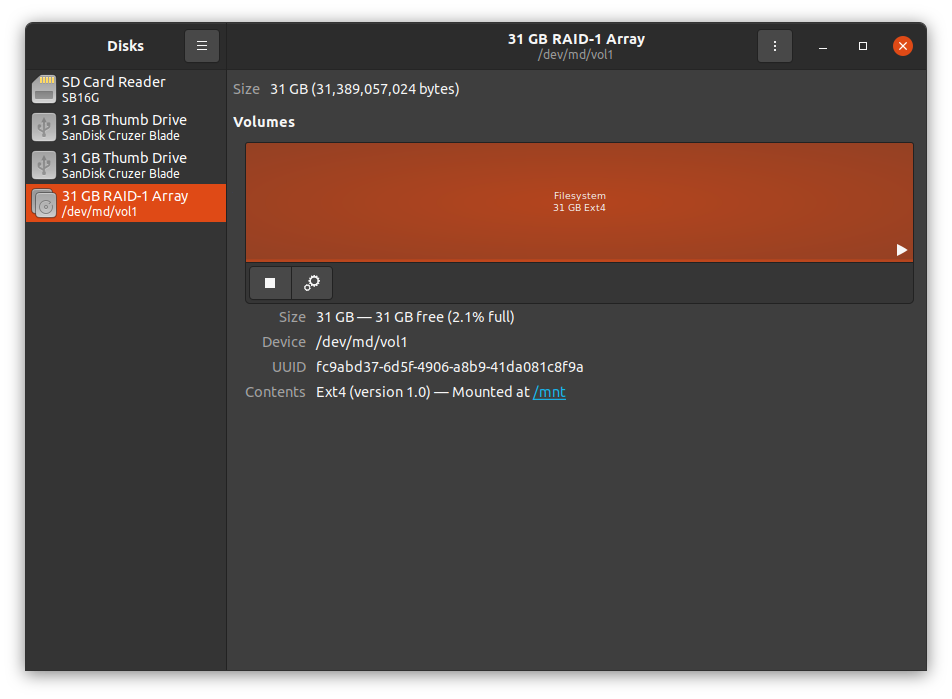 Disks
31 GB RAID-1 Array
/dev/md/vol1
SD Card Reader
SB16G
31 GB Thumb Drive
SanDisk Cruzer Blade
31 GB Thumb Drive
SanDisk Cruzer Blade
31 GB RAID-1 Array
/dev/md/vol1
Size 31 GB (31,389,057,024 bytes)
Volumes
Filesystem
31 GB Ext4
Size 31 GB — 31 GB free (2.1% full)
Device /dev/md/vol1
UUID fc9abd37-6d5f-4906-a8b9-41da081c8f9a
Contents Ext4 (version 1.0) — Mounted at /mnt